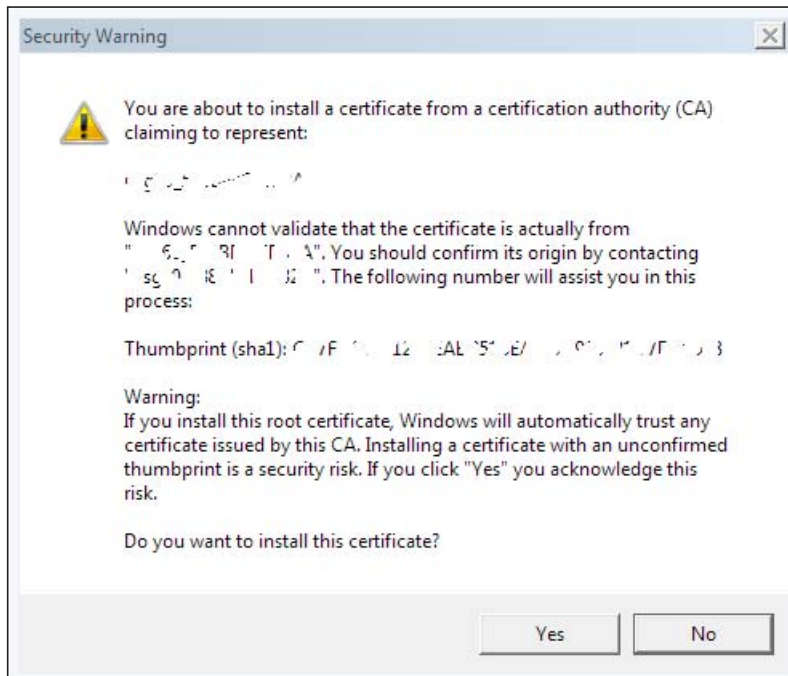 Security Warning
You are about to install a certificate from a certification authority (CA)
claiming to represent:
Windows cannot validate that the certificate is actually from
". You should confirm its origin by contacting
". The following number will assist you in this
process:
Thumbprint (sha1):
Warning:
If you install this root certificate, Windows will automatically trust any
certificate issued by this CA. Installing a certificate with an unconfirmed
thumbprint is a security risk. If you click "Yes" you acknowledge this
risk.
Do you want to install this certificate?
Yes
No